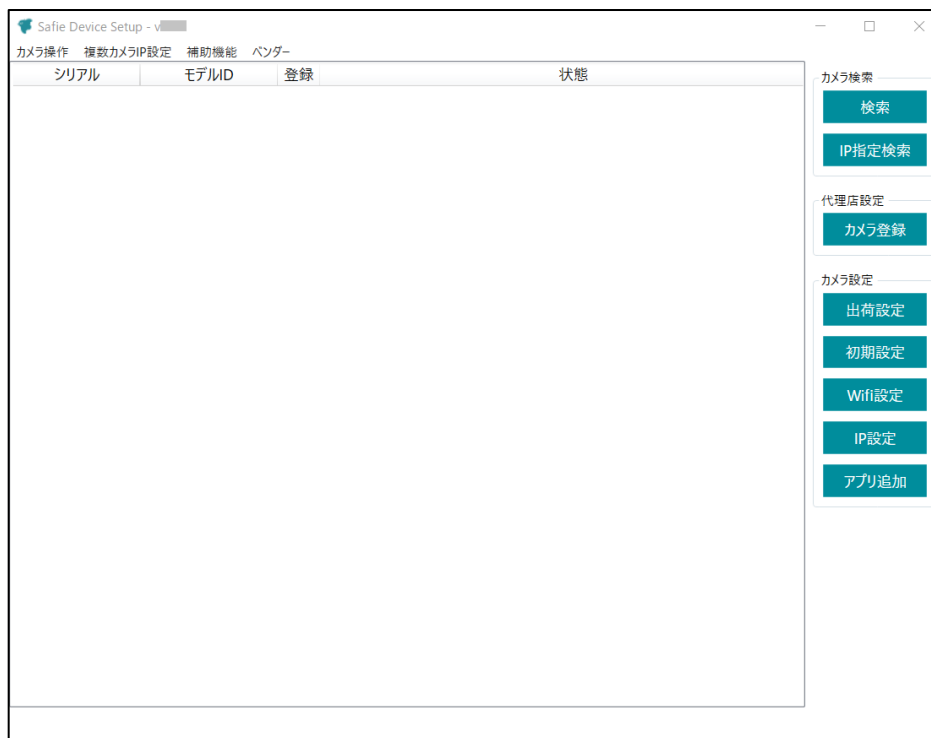 Safie Device Setup - v
カメラ操作 複数カメラIP設定 補助機能 ベンダー
シリアル モデルID 登録 状態
カメラ検索
検索
IP指定検索
代理店設定
カメラ登録
カメラ設定
出荷設定
初期設定
Wifi設定
IP設定
アプリ追加